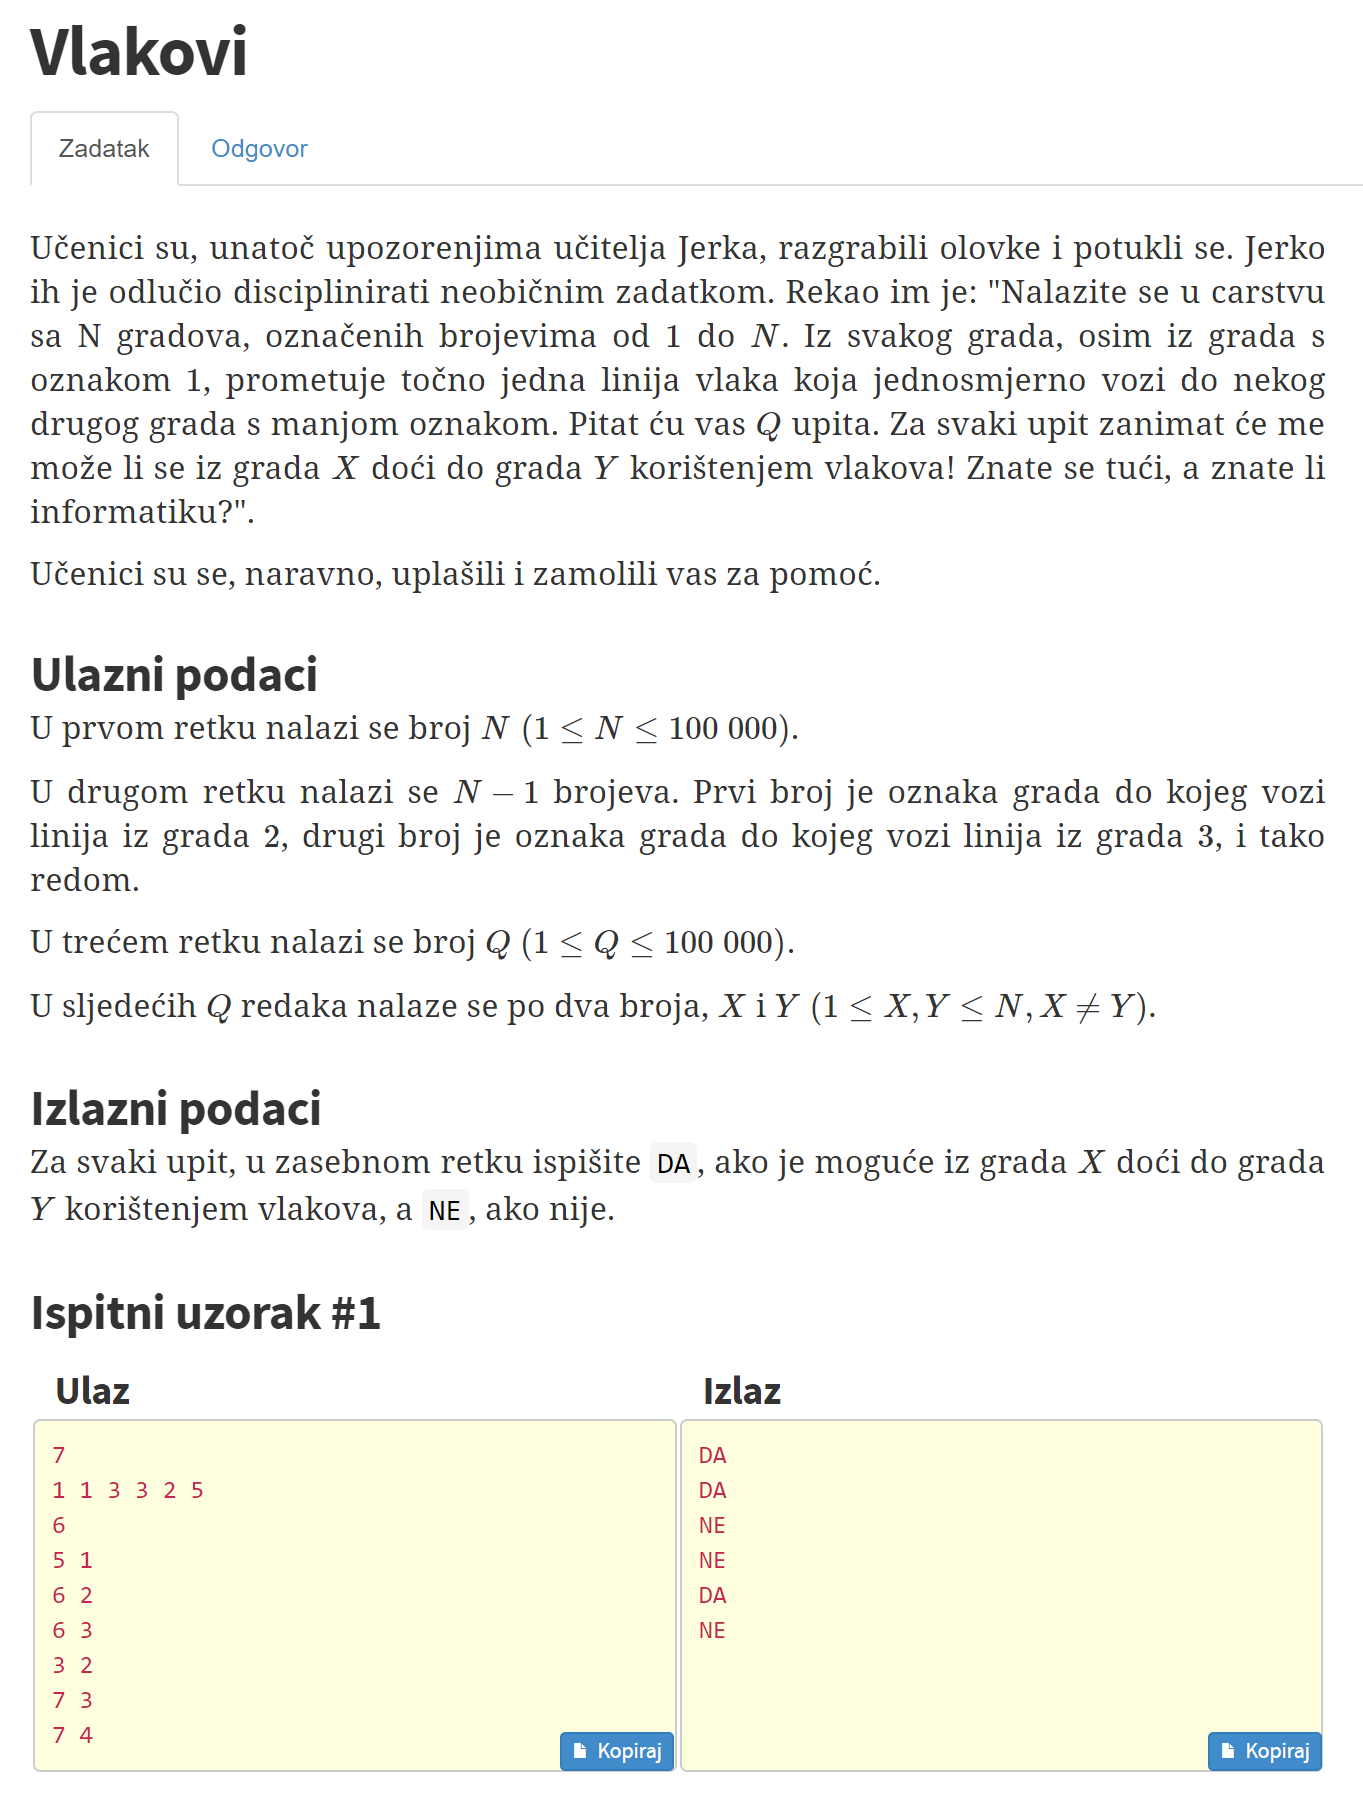 Vlakovi
Zadatak
Odgovor
Učenici su, unatoč upozorenjima učitelja Jerka, razgrabili olovke i potukli se. Jerko
ih je odlučio disciplinirati neobičnim zadatkom. Rekao im je: "Nalazite se u carstvu
sa N gradova, označenih brojevima od 1 do N. Iz svakog grada, osim iz grada s
oznakom 1, prometuje točno jedna linija vlaka koja jednosmjerno vozi do nekog
drugog grada s manjom oznakom. Pitat ću vas Q upita. Za svaki upit zanimat će me
može li se iz grada X doći do grada Y korištenjem vlakova! Znate se tući, a znate li
informatiku?".
Učenici su se, naravno, uplašili i zamolili vas za pomoć.
Ulazni podaci
U prvom retku nalazi se broj N (1 ≤ N ≤ 100 000).
U drugom retku nalazi se N − 1 brojeva. Prvi broj je oznaka grada do kojeg vozi
linija iz grada 2, drugi broj je oznaka grada do kojeg vozi linija iz grada 3, i tako
redom.
U trećem retku nalazi se broj Q (1 ≤ Q ≤ 100 000).
U sljedećih Q redaka nalaze se po dva broja, X i Y (1 ≤ X, Y ≤ N, X ≠ Y).
Izlazni podaci
Za svaki upit, u zasebnom retku ispišite DA, ako je moguće iz grada X doći do grada
Y korištenjem vlakova, a NE, ako nije.
Ispitni uzorak #1
Ulaz
7
1 1 3 3 2 5
6
5 1
6 2
6 3
3 2
7 3
7 4
Kopiraj
Izlaz
DA
DA
NE
NE
DA
NE
Kopiraj